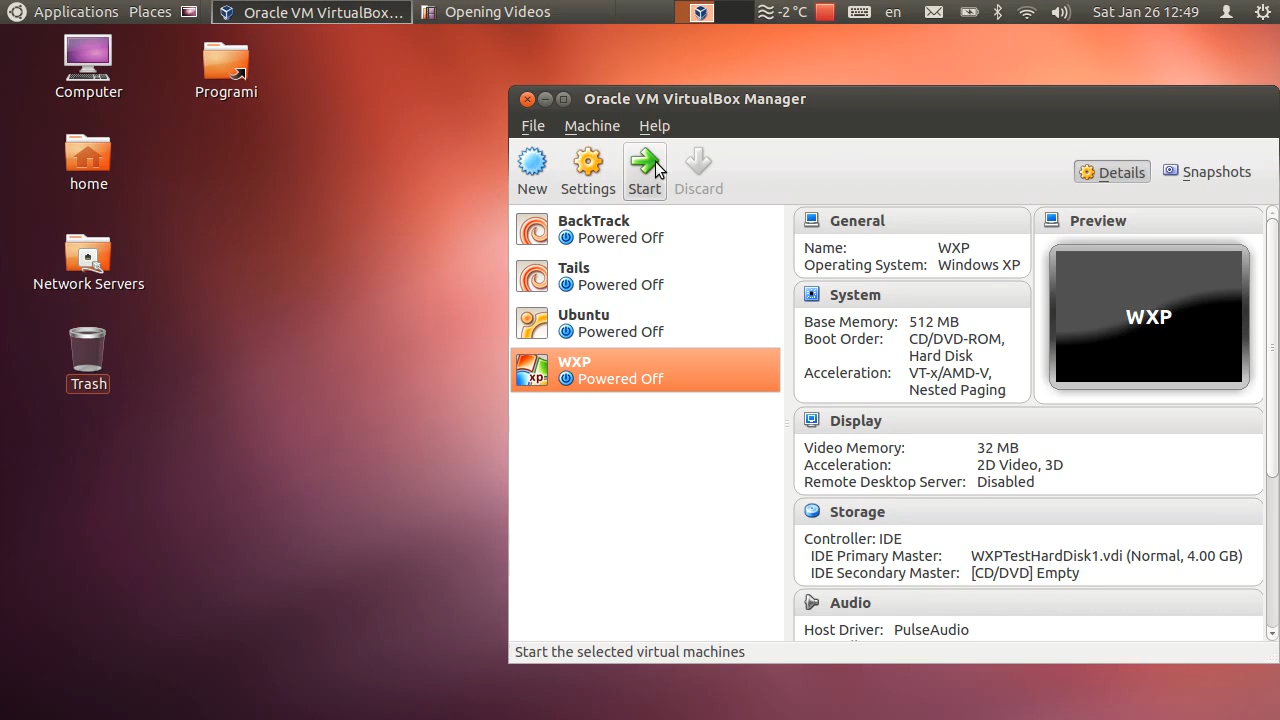 Applications Places Oracle VM VirtualBox... Opening Videos -2 °C en Sat Jan 26 12:49
Computer
Programi
home
Network Servers
Trash
Oracle VM VirtualBox Manager
File Machine Help
New Settings Start Discard
Details Snapshots
BackTrack
Powered Off
Tails
Powered Off
Ubuntu
Powered Off
WXP
Powered Off
General
Name: WXP
Operating System: Windows XP
System
Base Memory: 512 MB
Boot Order: CD/DVD-ROM,
Hard Disk
Acceleration: VT-x/AMD-V,
Nested Paging
Preview
WXP
Display
Video Memory: 32 MB
Acceleration: 2D Video, 3D
Remote Desktop Server: Disabled
Storage
Controller: IDE
IDE Primary Master: WXPTestHardDisk1.vdi (Normal, 4.00 GB)
IDE Secondary Master: [CD/DVD] Empty
Audio
Host Driver: PulseAudio
Start the selected virtual machines